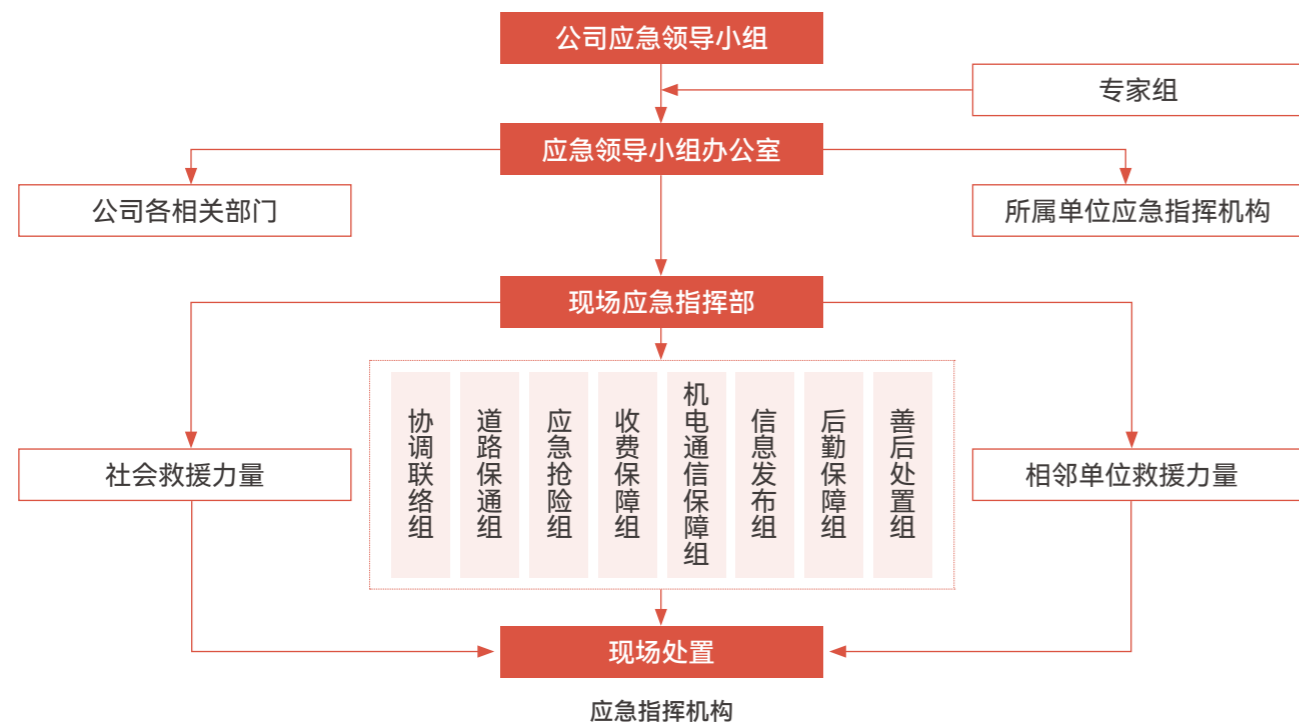 公司应急领导小组
专家组
应急领导小组办公室
公司各相关部门
所属单位应急指挥机构
现场应急指挥部
协调联络组
道路保通组
应急抢险组
收费保障组
机电通信保障组
信息发布组
后勤保障组
善后处置组
社会救援力量
相邻单位救援力量
现场处置
应急指挥机构